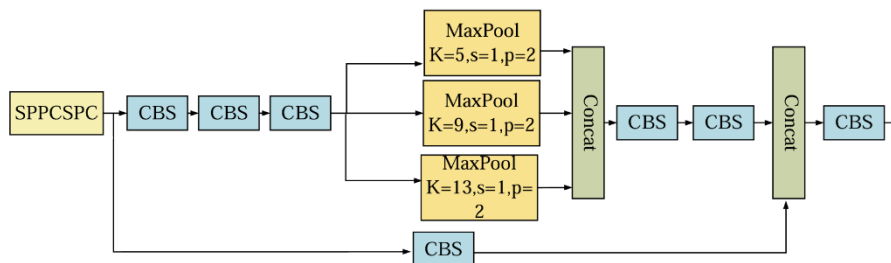 MaxPool
K=5,s=1,p=2
SPPCSPC
CBS
CBS
CBS
MaxPool
K=9,s=1,p=2
Concat
CBS
CBS
Concat
CBS
MaxPool
K=13,s=1,p=
2
CBS